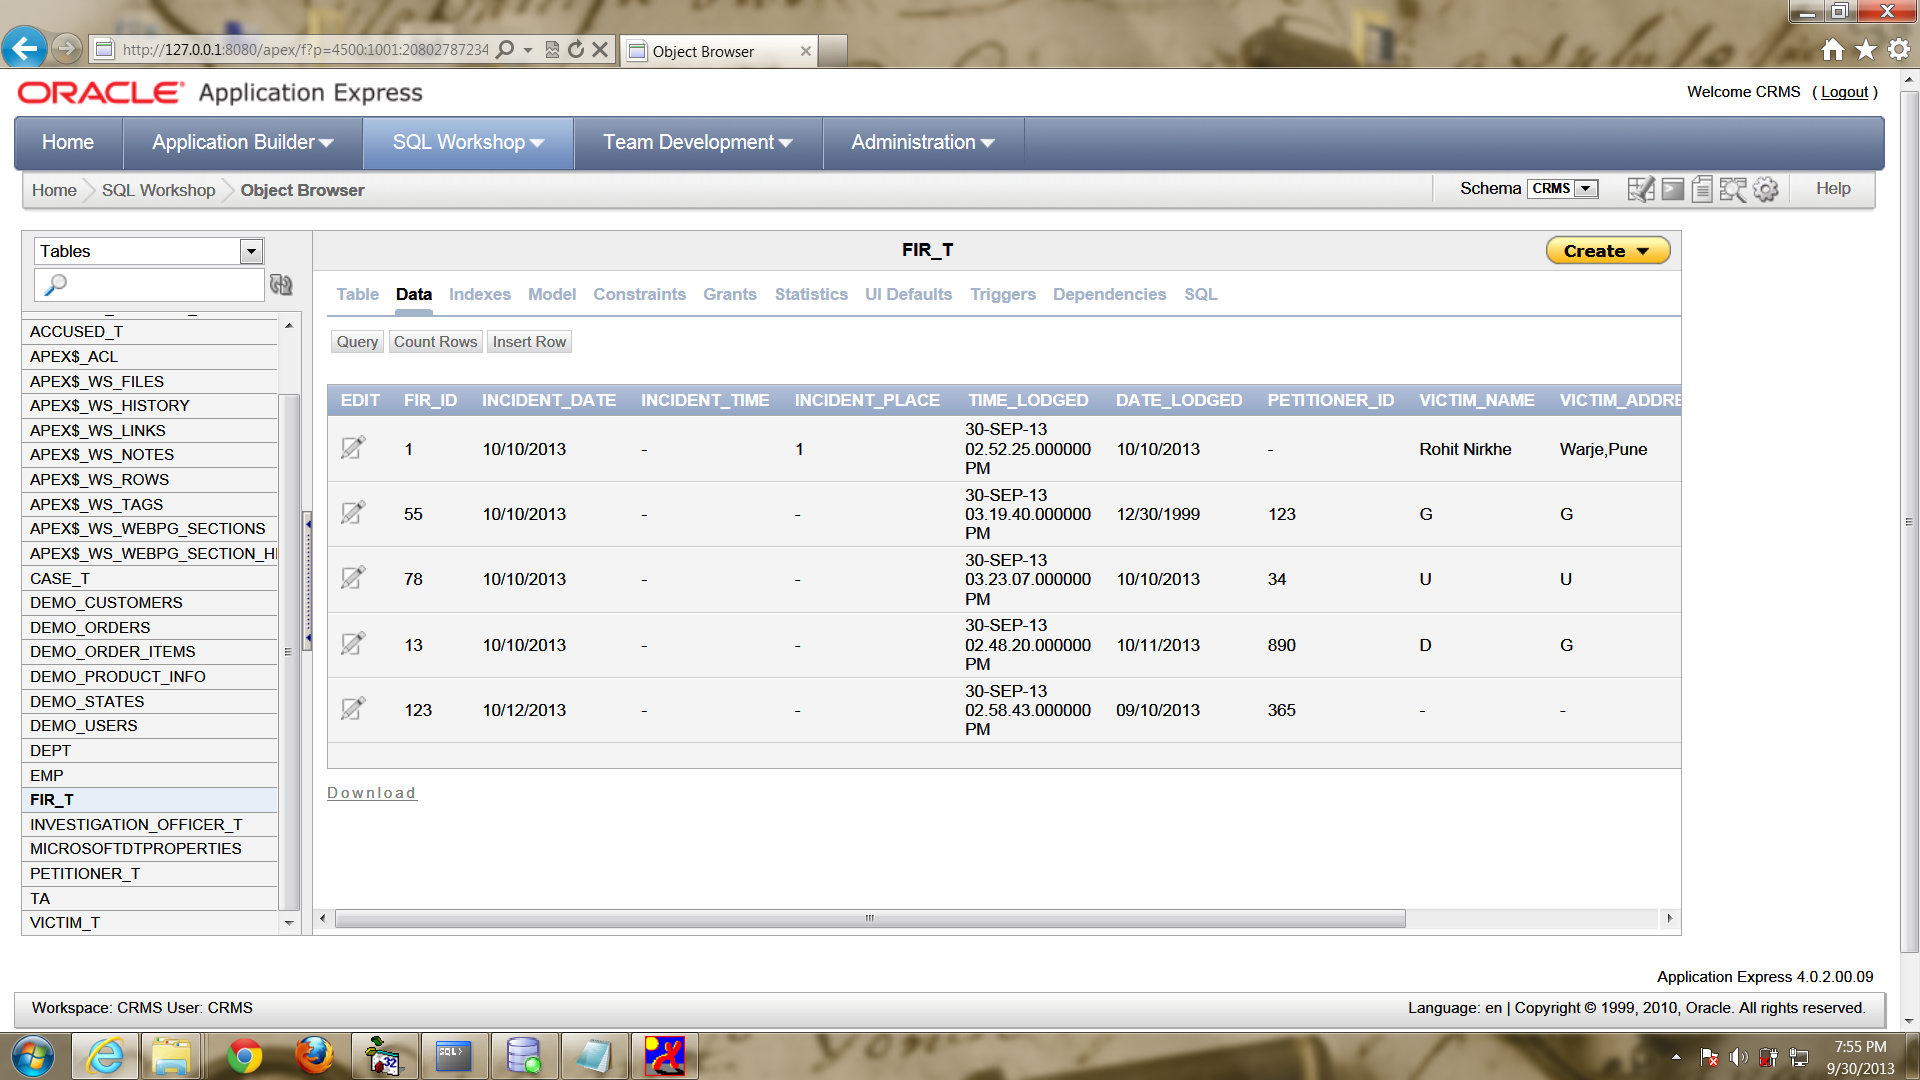 http://127.0.0.1:8080/apex/f?p=4500:1001:20802787234
Object Browser
ORACLE Application Express
Welcome CRMS ( Logout )
Home
Application Builder
SQL Workshop
Team Development
Administration
Home SQL Workshop Object Browser
Schema CRMS
Help
Tables
ACCUSED_T
APEX$_ACL
APEX$_WS_FILES
APEX$_WS_HISTORY
APEX$_WS_LINKS
APEX$_WS_NOTES
APEX$_WS_ROWS
APEX$_WS_TAGS
APEX$_WS_WEBPG_SECTIONS
APEX$_WS_WEBPG_SECTION_HI
CASE_T
DEMO_CUSTOMERS
DEMO_ORDERS
DEMO_ORDER_ITEMS
DEMO_PRODUCT_INFO
DEMO_STATES
DEMO_USERS
DEPT
EMP
FIR_T
INVESTIGATION_OFFICER_T
MICROSOFTDTPROPERTIES
PETITIONER_T
TA
VICTIM_T
FIR_T
Create
Table Data Indexes Model Constraints Grants Statistics UI Defaults Triggers Dependencies SQL
Query Count Rows Insert Row
EDIT FIR_ID INCIDENT_DATE INCIDENT_TIME INCIDENT_PLACE TIME_LODGED DATE_LODGED PETITIONER_ID VICTIM_NAME VICTIM_ADDRE
1 10/10/2013 - 1 30-SEP-13 02.52.25.000000 PM 10/10/2013 - Rohit Nirkhe Warje,Pune
55 10/10/2013 - - 30-SEP-13 03.19.40.000000 PM 12/30/1999 123 G G
78 10/10/2013 - - 30-SEP-13 03.23.07.000000 PM 10/10/2013 34 U U
13 10/10/2013 - - 30-SEP-13 02.48.20.000000 PM 10/11/2013 890 D G
123 10/12/2013 - - 30-SEP-13 02.58.43.000000 PM 09/10/2013 365 - -
Download
Application Express 4.0.2.00.09
Workspace: CRMS User: CRMS
Language: en | Copyright © 1999, 2010, Oracle. All rights reserved.
SQL>
32
7:55 PM
9/30/2013